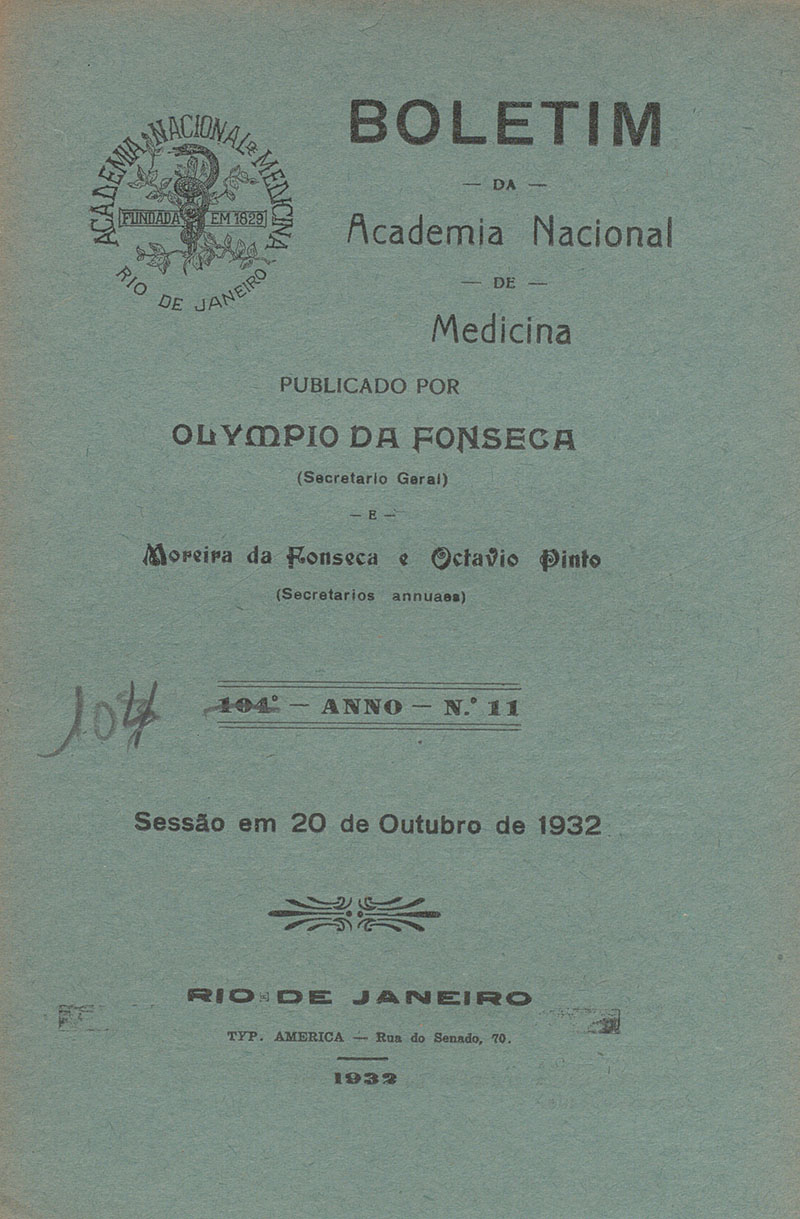 ACADEMIA NACIONAL DE MEDICINA
FUNDADA EM 1829
RIO DE JANEIRO
BOLETIM
— DA —
Academia Nacional
— DE —
Medicina
PUBLICADO POR
OLYMPIO DA FONSECA
(Secretario Geral)
— E —
Moreira da Fonseca e Octavio Pinto
(Secretarios annuaes)
104
104º — ANNO — N.º 11
Sessão em 20 de Outubro de 1932
RIO DE JANEIRO
TYP. AMERICA — Rua do Senado, 70.
1932